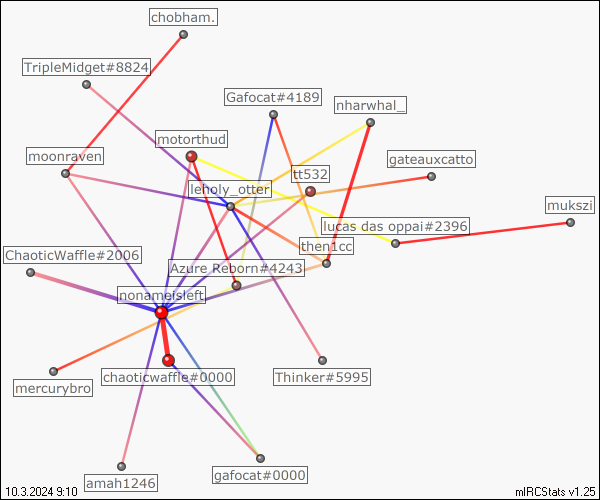 chobham.
TripleMidget#8824
Gafocat#4189
nharwhal_
motorthud
moonraven
gateauxcatto
tt532
leholy_otter
mukszi
lucas das oppai#2396
then1cc
ChaoticWaffle#2006
Azure Reborn#4243
nonameisleft
chaoticwaffle#0000
Thinker#5995
mercurybro
gafocat#0000
amah1246
10.3.2024 9:10
mIRCStats v1.25